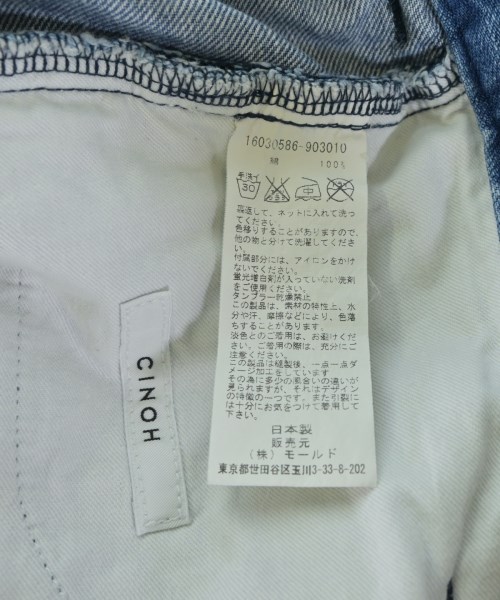 16030586-903010
綿 100%
手洗イ
30
裏返して、ネットに入れて洗っ
てください。
色移りすることがありますので、
他の物と分けて洗濯してくださ
い。
付属部分には、アイロンをかけ
ないでください。
蛍光増白剤が入っていない洗剤
をご使用ください。
タンブラー乾燥禁止
この製品は、素材の特性上、水
分や汗、摩擦などにより、色落
ちすることがあります。
淡色とのご着用は、お避けくだ
さい。ご着用の際は、充分にご
注意ください。
この製品は縫製後、一点一点ダ
メージ加工をしています
その為に多少の風合いの違いが
見られますが、それはデザイン
の特徴の一つです。また引裂に
は十分にお気をつけて着用して
下さい。
日本製
販売元
(株) モールド
東京都世田谷区玉川3-33-8-202
CINOH